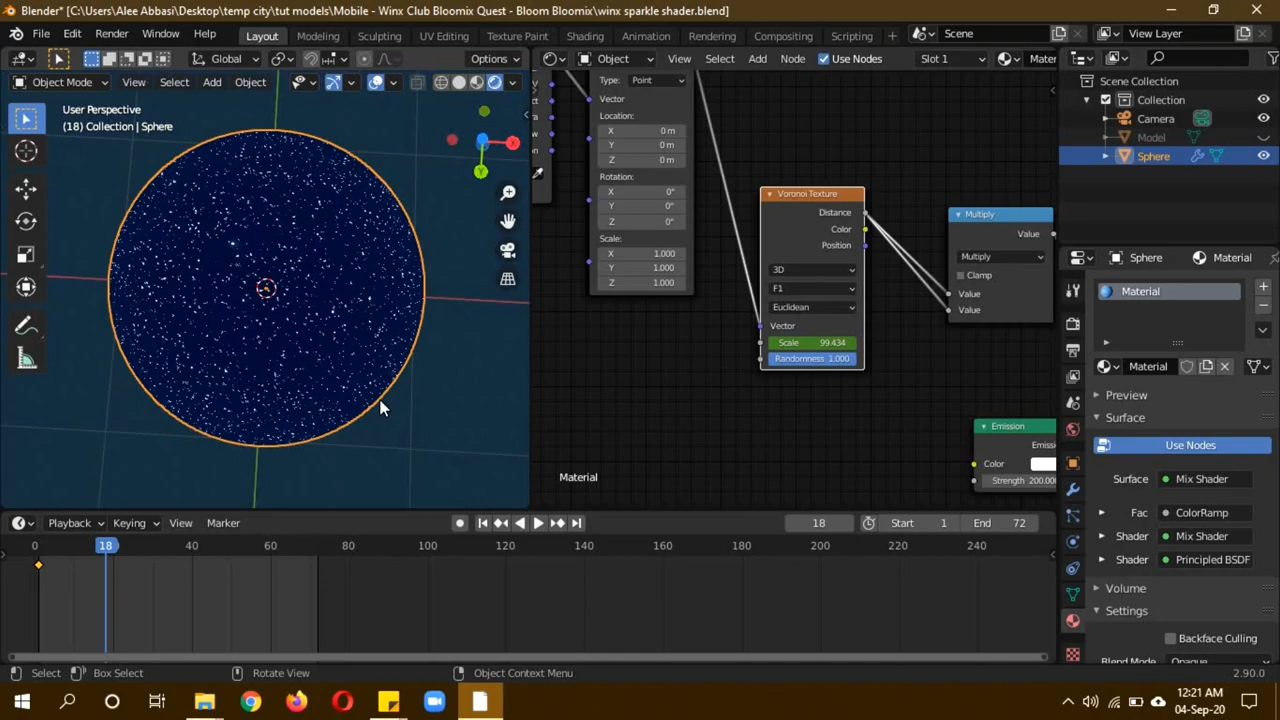 Blender* [C:\Users\Alee Abbasi\Desktop\temp city\tut models\Mobile - Winx Club Bloomix Quest - Bloom Bloomix\winx sparkle shader.blend]
File Edit Render Window Help Layout Modeling Sculpting UV Editing Texture Paint Shading Animation Rendering Compositing Scripting + Scene View Layer
Global Options Object View Select Add Node Use Nodes Slot 1 Mater
Object Mode View Select Add Object
User Perspective
(18) Collection | Sphere
Type: Point
Vector
Location:
X 0 m
Y 0 m
Z 0 m
Rotation:
X 0°
Y 0°
Z 0°
Scale:
X 1.000
Y 1.000
Z 1.000
Voronoi Texture
Distance
Color
Position
3D
F1
Euclidean
Vector
Scale 99.434
Randomness 1.000
Multiply
Value
Multiply
Clamp
Value
Value
Emission
Emissi
Color
Strength 200.000
Material
Scene Collection
Collection
Camera
Model
Sphere
Sphere Material
Material
Material
Preview
Surface
Use Nodes
Surface Mix Shader
Fac ColorRamp
Shader Mix Shader
Shader Principled BSDF
Volume
Settings
Backface Culling
Blend Mode Opaque
Playback Keying View Marker 18 Start 1 End 72
0 18 40 60 80 100 120 140 160 180 200 220 240
Select Box Select Rotate View Object Context Menu 2.90.0
12:21 AM
04-Sep-20